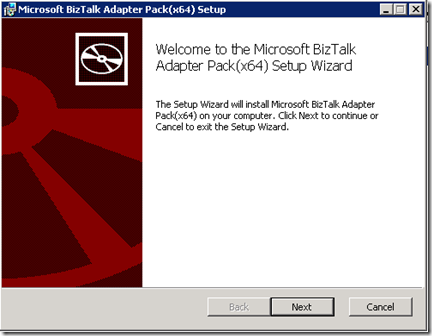 Microsoft BizTalk Adapter Pack(x64) Setup
Welcome to the Microsoft BizTalk
Adapter Pack(x64) Setup Wizard
The Setup Wizard will install Microsoft BizTalk Adapter
Pack(x64) on your computer. Click Next to continue or
Cancel to exit the Setup Wizard.
Back Next Cancel